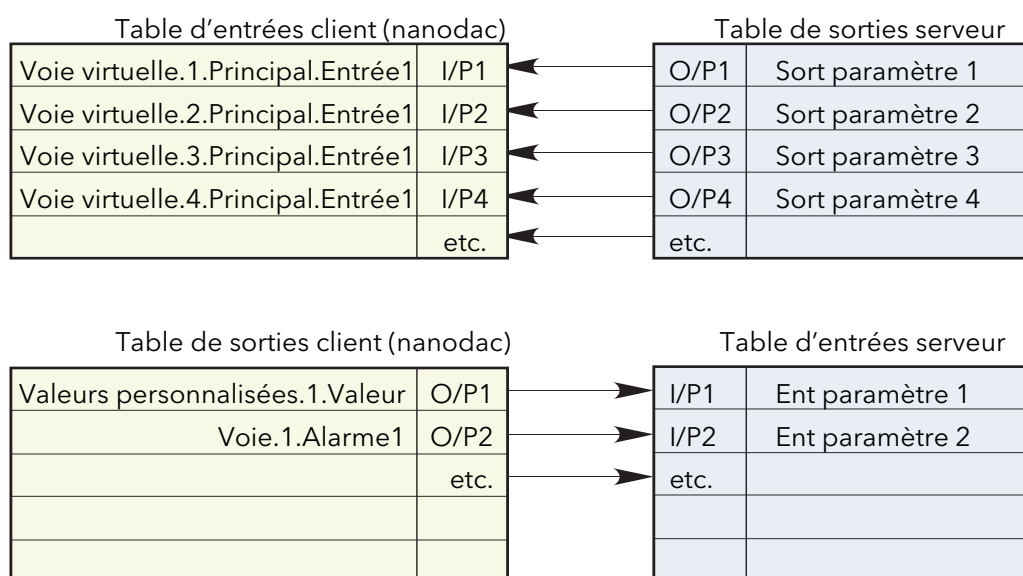 Table d'entrées client (nanodac) Table de sorties serveur
Voie virtuelle.1.Principal.Entrée1 I/P1 O/P1 Sort paramètre 1
Voie virtuelle.2.Principal.Entrée1 I/P2 O/P2 Sort paramètre 2
Voie virtuelle.3.Principal.Entrée1 I/P3 O/P3 Sort paramètre 3
Voie virtuelle.4.Principal.Entrée1 I/P4 O/P4 Sort paramètre 4
etc. etc.
Table de sorties client (nanodac) Table d'entrées serveur
Valeurs personnalisées.1.Valeur O/P1 I/P1 Ent paramètre 1
Voie.1.Alarme1 O/P2 I/P2 Ent paramètre 2
etc. etc.